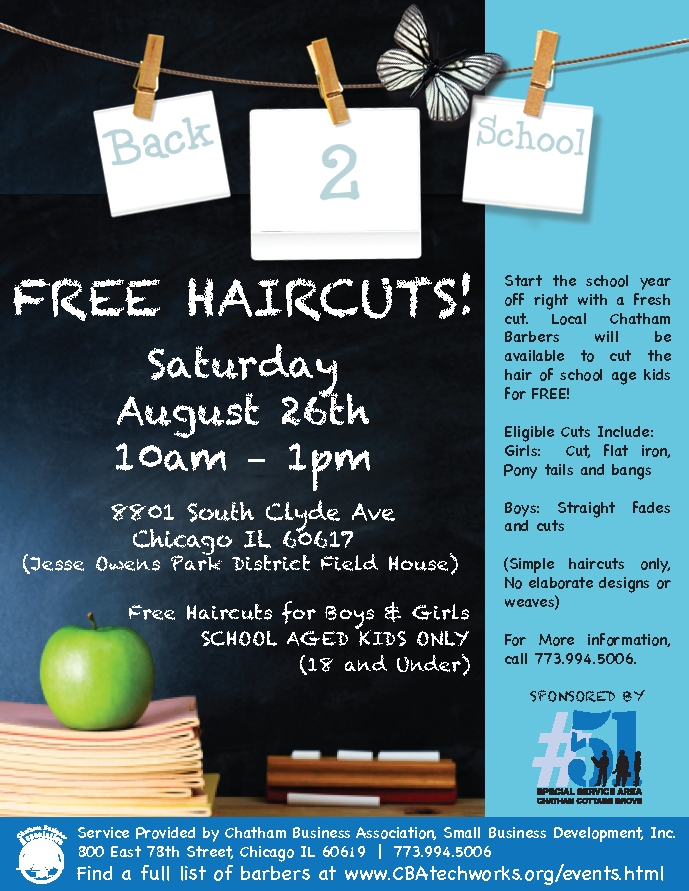 Back
2
School
FREE HAIRCUTS!
Saturday
August 26th
10am – 1pm
8801 South Clyde Ave
Chicago IL 60617
(Jesse Owens Park District Field House)
Free Haircuts for Boys & Girls
SCHOOL AGED KIDS ONLY
(18 and Under)
Start the school year
off right with a fresh
cut. Local Chatham
Barbers will be
available to cut the
hair of school age kids
for FREE!
Eligible Cuts Include:
Girls: Cut, flat iron,
Pony tails and bangs
Boys: Straight Fades
and cuts
(Simple haircuts only,
No elaborate designs or
weaves)
For More information,
call 773.994.5006.
SPONSORED BY
#51
SPECIAL SERVICE AREA
CHATHAM COTTAGE GROVE
Chatham Business
Association
Service Provided by Chatham Business Association, Small Business Development, Inc.
800 East 78th Street, Chicago IL 60619 | 773.994.5006
Find a full list of barbers at www.CBAtechworks.org/events.html